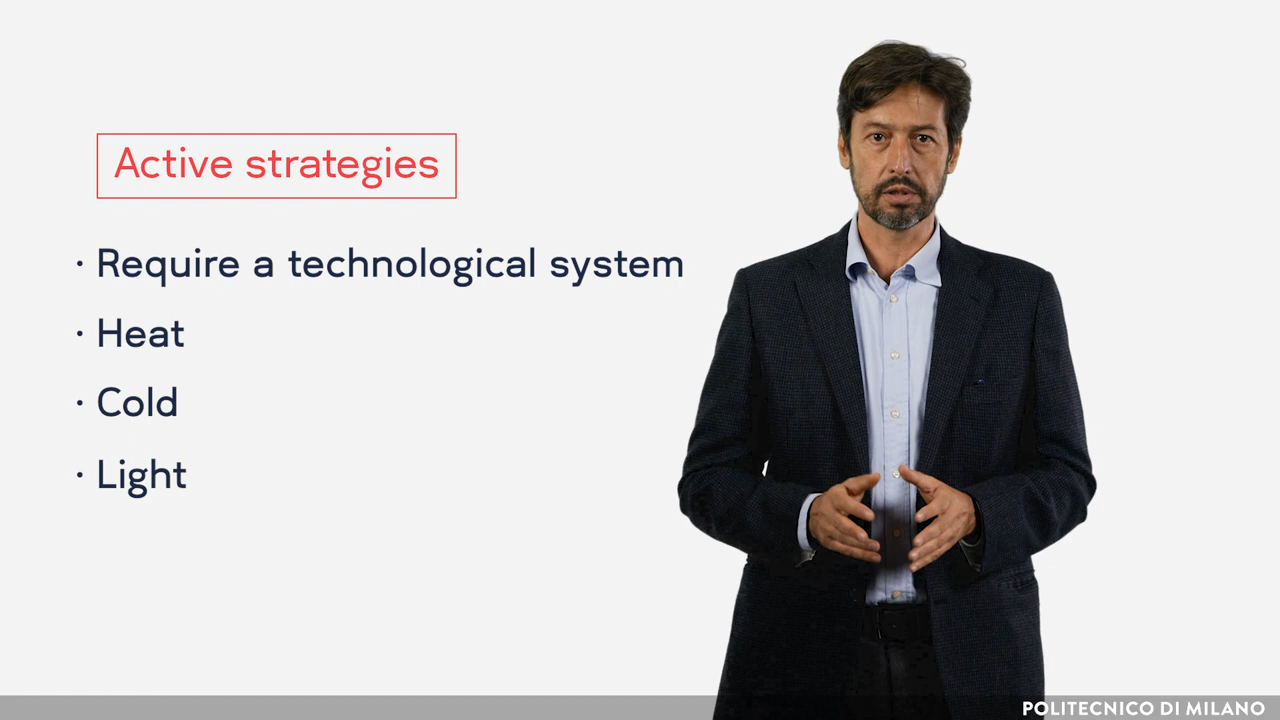 Active strategies
· Require a technological system
· Heat
· Cold
· Light
POLITECNICO DI MILANO